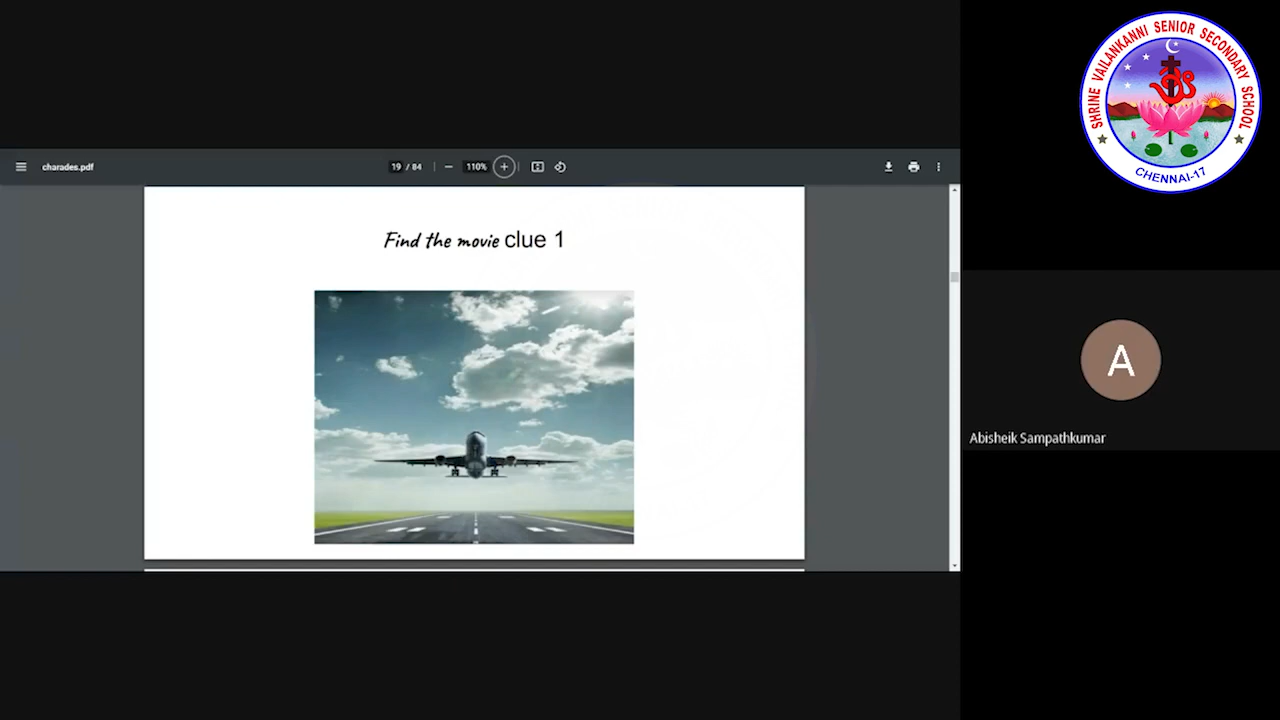 charades.pdf
19 / 84
110%
Find the movie clue 1
SHRINE VAILANKANNI SENIOR SECONDARY SCHOOL
CHENNAI-17
A
Abisheik Sampathkumar